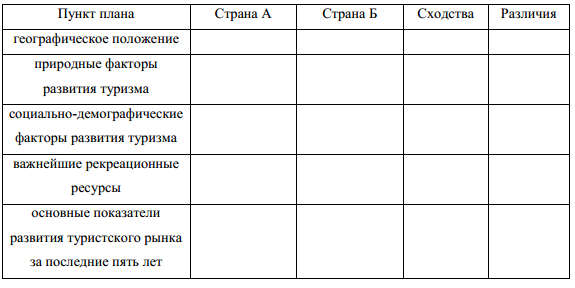 Пункт плана Страна А Страна Б Сходства Различия
географическое положение
природные факторы
развития туризма
социально-демографические
факторы развития туризма
важнейшие рекреационные
ресурсы
основные показатели
развития туристского рынка
за последние пять лет